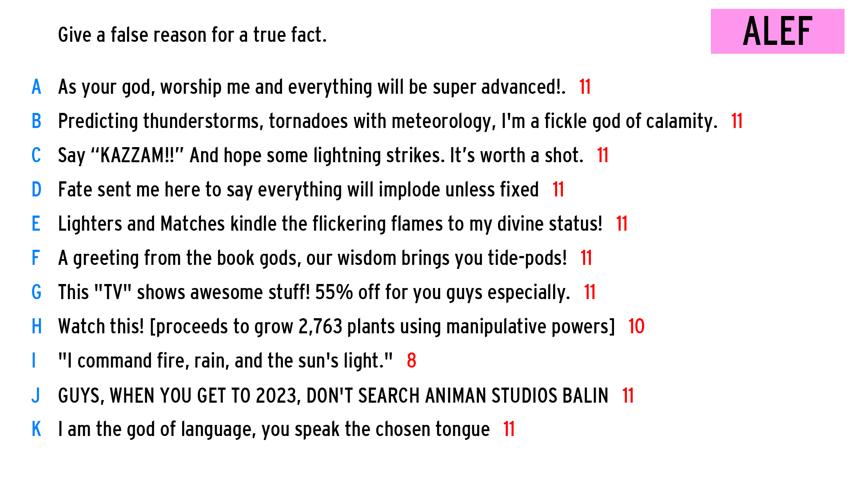 Give a false reason for a true fact.
ALEF
A As your god, worship me and everything will be super advanced!. 11
B Predicting thunderstorms, tornadoes with meteorology, I'm a fickle god of calamity. 11
C Say “KAZZAM!!” And hope some lightning strikes. It’s worth a shot. 11
D Fate sent me here to say everything will implode unless fixed 11
E Lighters and Matches kindle the flickering flames to my divine status! 11
F A greeting from the book gods, our wisdom brings you tide-pods! 11
G This "TV" shows awesome stuff! 55% off for you guys especially. 11
H Watch this! [proceeds to grow 2,763 plants using manipulative powers] 10
I "I command fire, rain, and the sun's light." 8
J GUYS, WHEN YOU GET TO 2023, DON'T SEARCH ANIMAN STUDIOS BALIN 11
K I am the god of language, you speak the chosen tongue 11